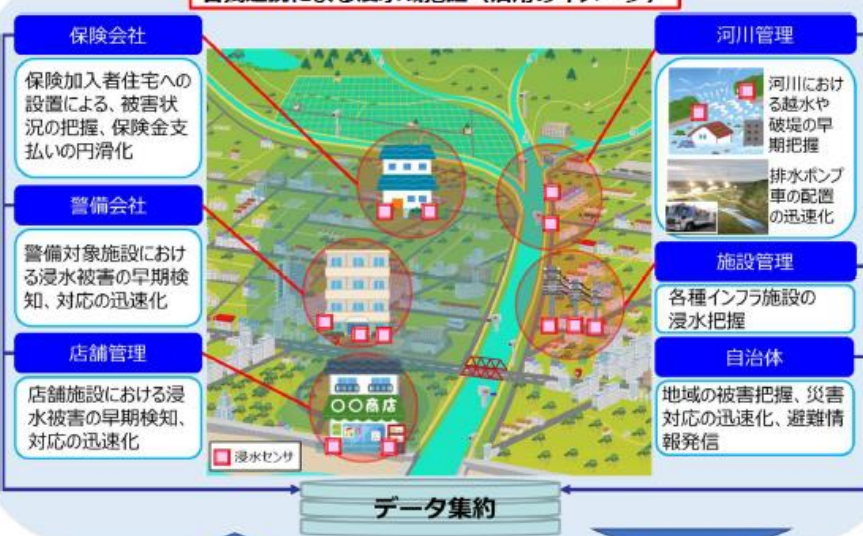 保険会社
保険加入者住宅への
設置による、被害状
況の把握、保険金支
払いの円滑化
警備会社
警備対象施設におけ
る浸水被害の早期検
知、対応の迅速化
店舗管理
店舗施設における浸
水被害の早期検知、
対応の迅速化
〇〇商店
浸水センサ
河川管理
河川におけ
る越水や
破堤の早
期把握
排水ポンプ
車の配置
の迅速化
施設管理
各種インフラ施設の
浸水把握
自治体
地域の被害把握、災害
対応の迅速化、避難情
報発信
データ集約